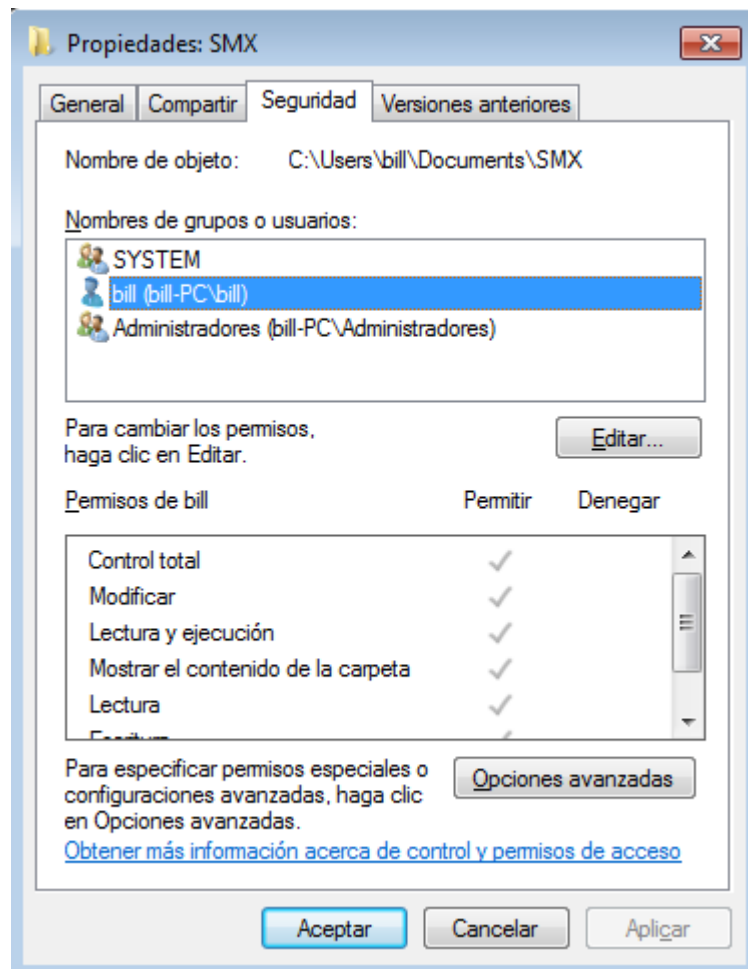 Propiedades: SMX
General Compartir Seguridad Versiones anteriores
Nombre de objeto: C:\Users\bill\Documents\SMX
Nombres de grupos o usuarios:
SYSTEM
bill (bill-PC\bill)
Administradores (bill-PC\Administradores)
Para cambiar los permisos,
haga clic en Editar.
Editar...
Permisos de bill Permitir Denegar
Control total
Modificar
Lectura y ejecución
Mostrar el contenido de la carpeta
Lectura
Escritura
Para especificar permisos especiales o
configuraciones avanzadas, haga clic
en Opciones avanzadas.
Opciones avanzadas
Obtener más información acerca de control y permisos de acceso
Aceptar Cancelar Aplicar